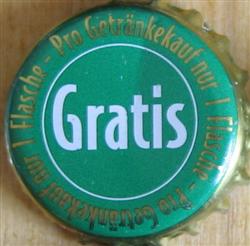 Pro Getränkekauf nur 1 Flasche - Pro Getränkekauf nur 1 Flasche -
Gratis